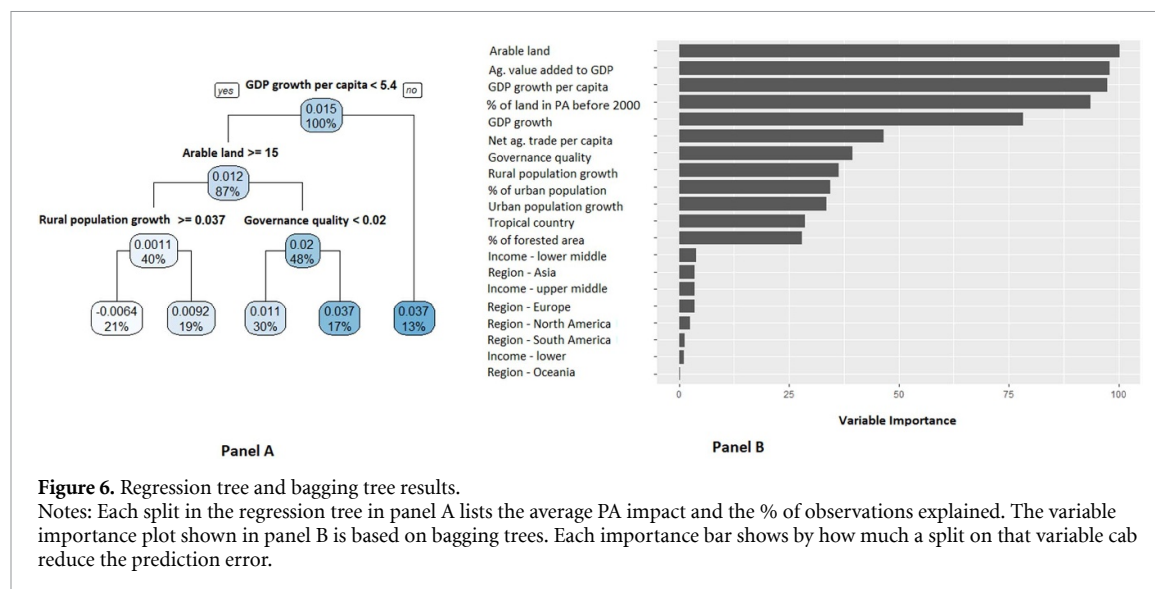 GDP growth per capita < 5.4
yes
no
0.015
100%
Arable land >= 15
0.012
87%
Rural population growth >= 0.037
Governance quality < 0.02
0.0011
40%
0.02
48%
-0.0064
21%
0.0092
19%
0.011
30%
0.037
17%
0.037
13%
Panel A
Arable land
Ag. value added to GDP
GDP growth per capita
% of land in PA before 2000
GDP growth
Net ag. trade per capita
Governance quality
Rural population growth
% of urban population
Urban population growth
Tropical country
% of forested area
Income - lower middle
Region - Asia
Income - upper middle
Region - Europe
Region - North America
Region - South America
Income - lower
Region - Oceania
0 25 50 75 100
Variable Importance
Panel B
Figure 6. Regression tree and bagging tree results.
Notes: Each split in the regression tree in panel A lists the average PA impact and the % of observations explained. The variable
importance plot shown in panel B is based on bagging trees. Each importance bar shows by how much a split on that variable cab
reduce the prediction error.